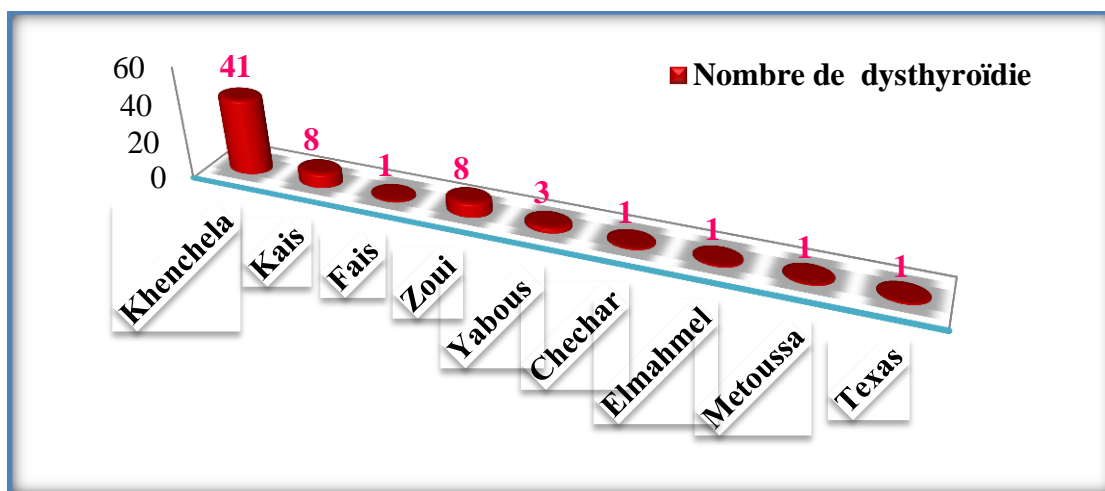 Nombre de dysthyroïdie
60
40
20
0
41
8
1
8
3
1
1
1
1
Khenchela
Kais
Fais
Zoui
Yabous
Chechar
Elmahmel
Metoussa
Texas